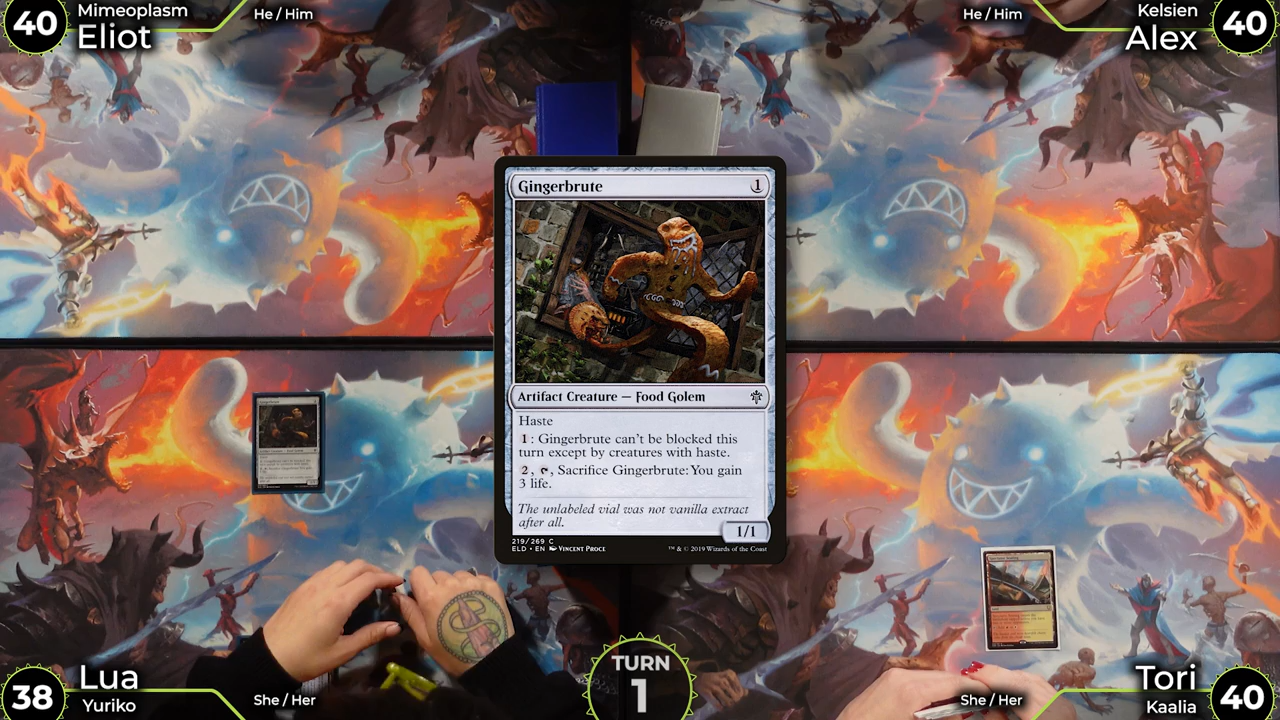 40
Mimeoplasm
Eliot
He / Him
He / Him
Kelsien
Alex
40
Gingerbrute
1
Artifact Creature — Food Golem
Haste
1 : Gingerbrute can't be blocked this
turn except by creatures with haste.
2, , Sacrifice Gingerbrute: You gain
3 life.
The unlabeled vial was not vanilla extract
after all.
1/1
219/269 C
ELD • EN Vincent Proce
™ & © 2019 Wizards of the Coast
Gingerbrute
38
Lua
Yuriko
She / Her
TURN
1
She / Her
Tori
Kaalia
40